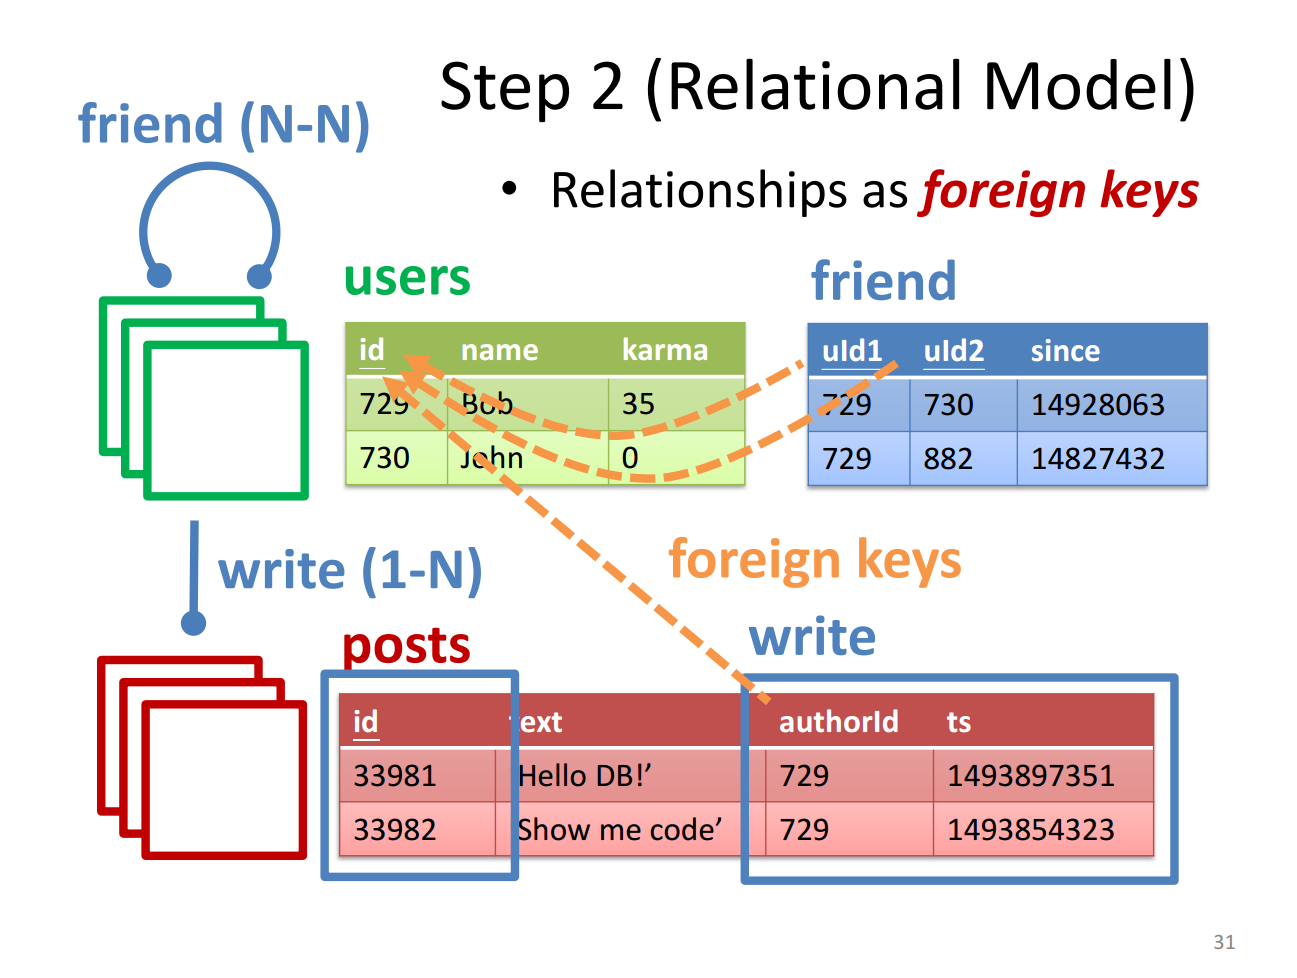 Step 2 (Relational Model)
friend (N-N)
• Relationships as foreign keys
users
friend
id name karma
729 Bob 35
730 John 0
uId1 uId2 since
729 730 14928063
729 882 14827432
foreign keys
write (1-N)
write
posts
id text authorId ts
33981 'Hello DB!’ 729 1493897351
33982 'Show me code’ 729 1493854323
31